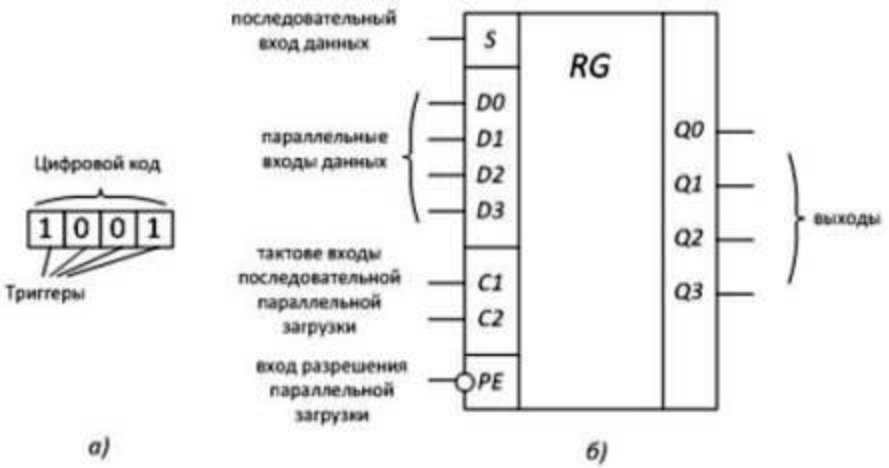 Цифровой код
1 0 0 1
Триггеры
а)
последовательный
вход данных
параллельные
входы данных
тактове входы
последовательной
параллельной
загрузки
вход разрешения
параллельной
загрузки
S
D0
D1
D2
D3
C1
C2
PE
RG
Q0
Q1
Q2
Q3
выходы
б)